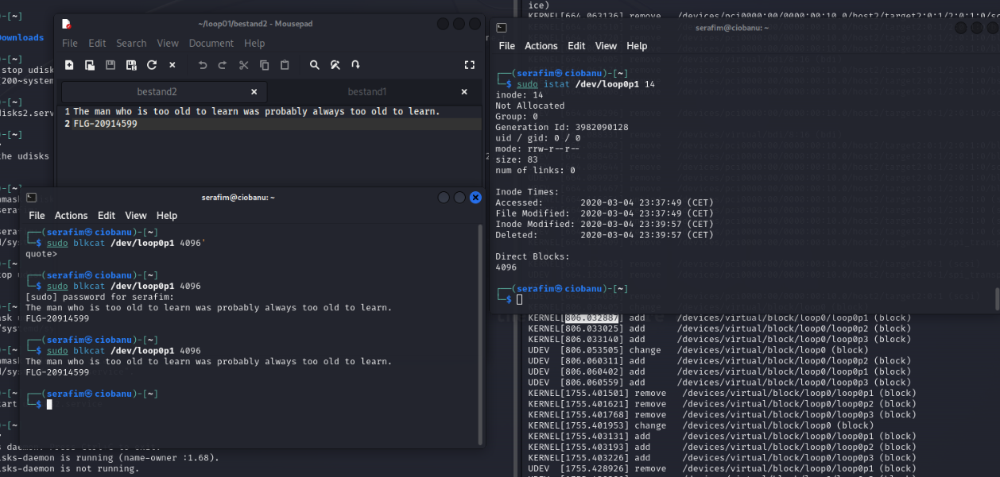 -[~]
Downloads
-[~]
stop udisk
200~system
-[~]
disks2.serv
-[~]
the udisks
~/loop01/bestand2 - Mousepad
File Edit Search View Document Help
bestand2 × bestand1 ×
1 The man who is too old to learn was probably always too old to learn.
2 FLG-20914599
serafim@ciobanu: ~
File Actions Edit View Help
┌──(serafim㉿ciobanu)-[~]
└─$ sudo blkcat /dev/loop0p1 4096'
quote>
┌──(serafim㉿ciobanu)-[~]
└─$ sudo blkcat /dev/loop0p1 4096
[sudo] password for serafim:
The man who is too old to learn was probably always too old to learn.
FLG-20914599
┌──(serafim㉿ciobanu)-[~]
└─$ sudo blkcat /dev/loop0p1 4096
The man who is too old to learn was probably always too old to learn.
FLG-20914599
┌──(serafim㉿ciobanu)-[~]
└─$
isks-daemon is running (name-owner :1.68).
isks-daemon is not running.
ice)
KERNEL[664.063136] remove
serafim@ciobanu: ~
File Actions Edit View Help
┌──(serafim㉿ciobanu)-[~]
└─$ sudo istat /dev/loop0p1 14
inode: 14
Not Allocated
Group: 0
Generation Id: 3982090128
uid / gid: 0 / 0
mode: rrw-r--r--
size: 83
num of links: 0
Inode Times:
Accessed: 2020-03-04 23:37:49 (CET)
File Modified: 2020-03-04 23:37:49 (CET)
Inode Modified: 2020-03-04 23:39:57 (CET)
Deleted: 2020-03-04 23:39:57 (CET)
Direct Blocks:
4096
┌──(serafim㉿ciobanu)-[~]
└─$
KERNEL[806.032887] add /devices/virtual/block/loop0/loop0p1 (block)
KERNEL[806.033025] add /devices/virtual/block/loop0/loop0p2 (block)
KERNEL[806.033140] add /devices/virtual/block/loop0/loop0p3 (block)
UDEV [806.053505] change /devices/virtual/block/loop0 (block)
UDEV [806.060311] add /devices/virtual/block/loop0/loop0p2 (block)
UDEV [806.060402] add /devices/virtual/block/loop0/loop0p1 (block)
UDEV [806.060559] add /devices/virtual/block/loop0/loop0p3 (block)
KERNEL[1755.401501] remove /devices/virtual/block/loop0/loop0p1 (block)
KERNEL[1755.401621] remove /devices/virtual/block/loop0/loop0p2 (block)
KERNEL[1755.401768] remove /devices/virtual/block/loop0/loop0p3 (block)
KERNEL[1755.401953] change /devices/virtual/block/loop0 (block)
KERNEL[1755.403131] add /devices/virtual/block/loop0/loop0p1 (block)
KERNEL[1755.403193] add /devices/virtual/block/loop0/loop0p2 (block)
KERNEL[1755.403226] add /devices/virtual/block/loop0/loop0p3 (block)
UDEV [1755.428926] remove /devices/virtual/block/loop0/loop0p1 (block)